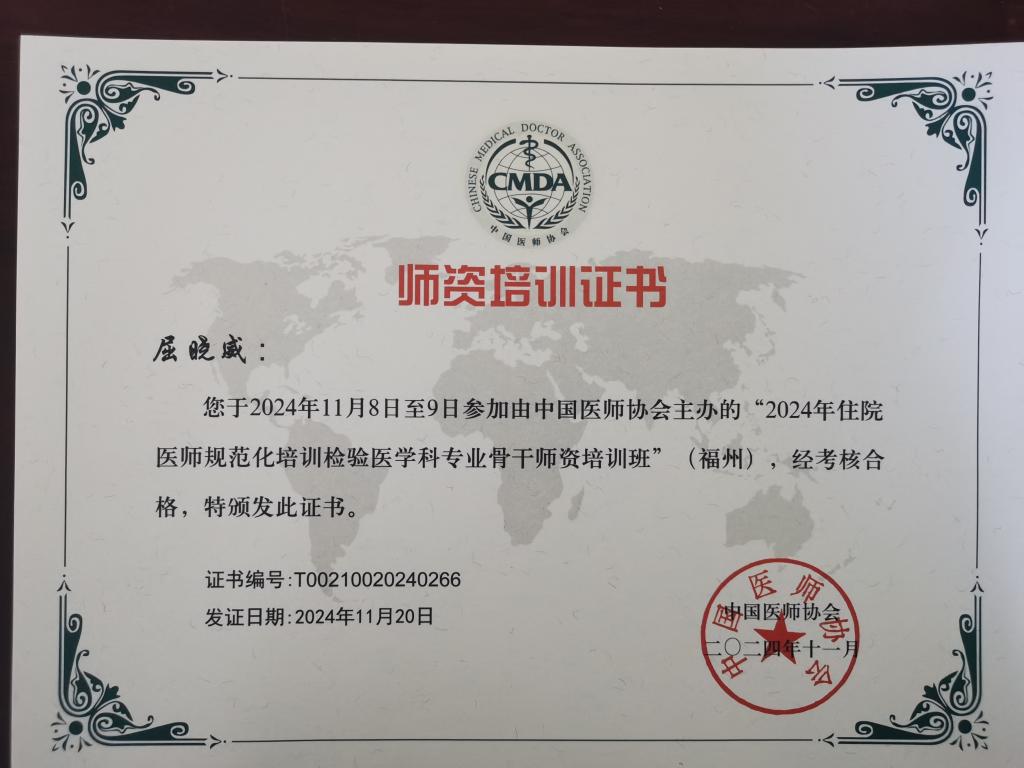 CHINESE MEDICAL DOCTOR ASSOCIATION
CMDA
中国医师协会
师资培训证书
屈晓威：
您于2024年11月8日至9日参加由中国医师协会主办的“2024年住院
医师规范化培训检验医学科专业骨干师资培训班”（福州），经考核合
格，特颁发此证书。
证书编号:T00210020240266
发证日期:2024年11月20日
中国医师协会
二〇二四年十一月
中国医师协会